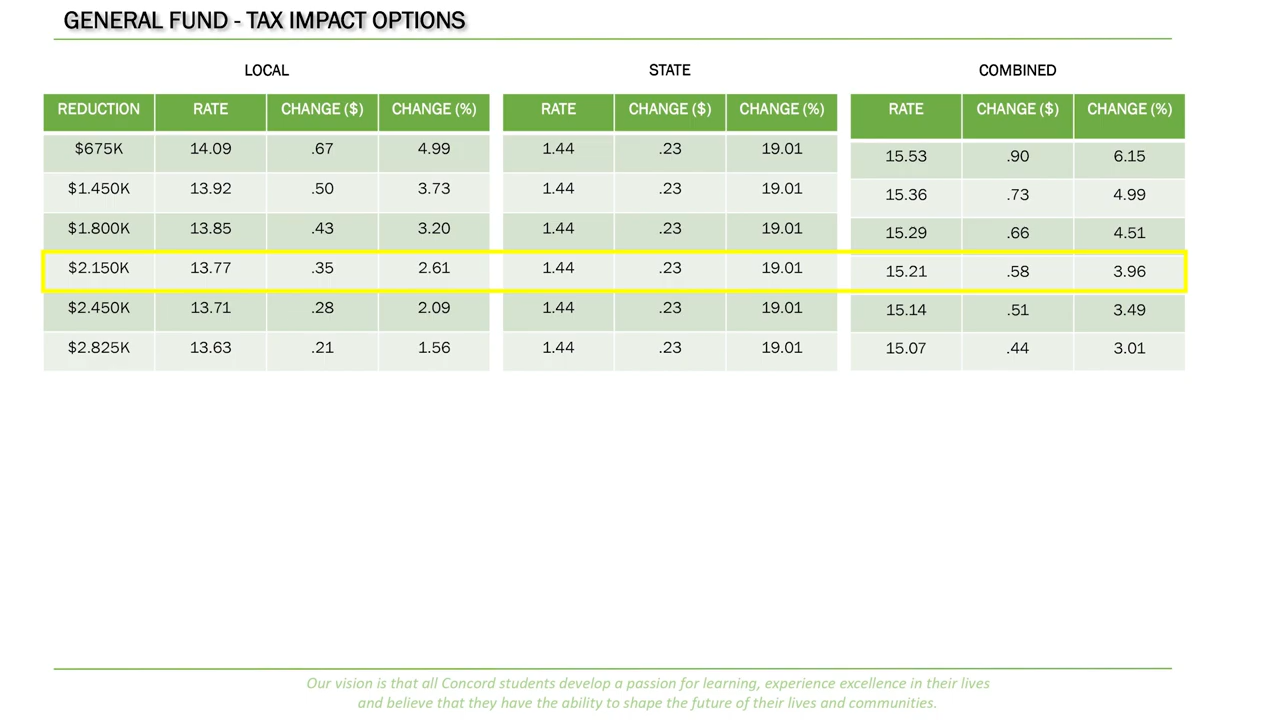 GENERAL FUND - TAX IMPACT OPTIONS
LOCAL STATE COMBINED
REDUCTION RATE CHANGE ($) CHANGE (%) RATE CHANGE ($) CHANGE (%) RATE CHANGE ($) CHANGE (%)
$675K 14.09 .67 4.99 1.44 .23 19.01 15.53 .90 6.15
$1.450K 13.92 .50 3.73 1.44 .23 19.01 15.36 .73 4.99
$1.800K 13.85 .43 3.20 1.44 .23 19.01 15.29 .66 4.51
$2.150K 13.77 .35 2.61 1.44 .23 19.01 15.21 .58 3.96
$2.450K 13.71 .28 2.09 1.44 .23 19.01 15.14 .51 3.49
$2.825K 13.63 .21 1.56 1.44 .23 19.01 15.07 .44 3.01
Our vision is that all Concord students develop a passion for learning, experience excellence in their lives
and believe that they have the ability to shape the future of their lives and communities.